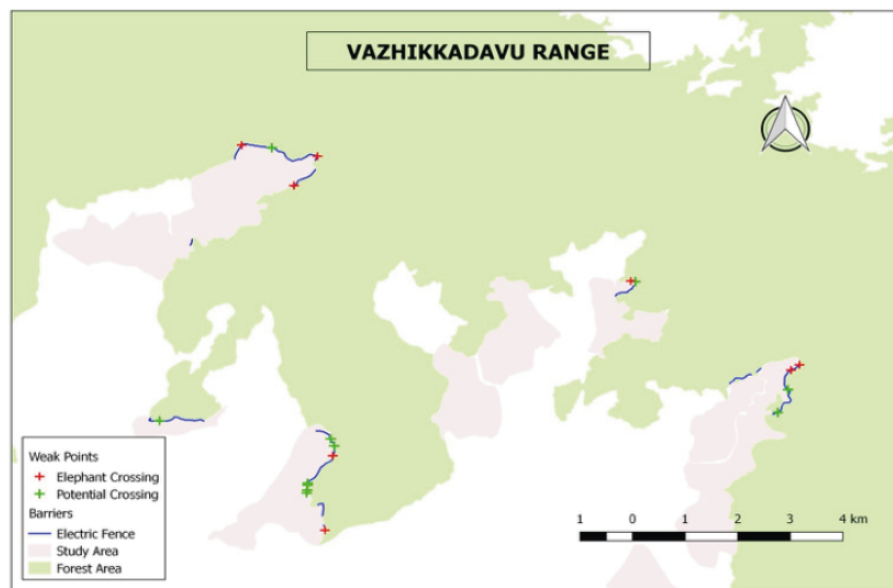 VAZHIKKADAVU RANGE
Weak Points
Elephant Crossing
Potential Crossing
Barriers
Electric Fence
Study Area
Forest Area
1 0 1 2 3 4 km